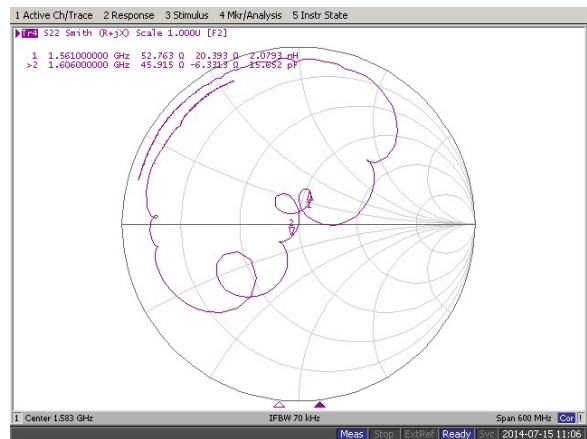 1 Active Ch/Trace 2 Response 3 Stimulus 4 Mkr/Analysis 5 Instr State
Tr4 S22 Smith (R+jX) Scale 1.000U [F2]
1 1.561000000 GHz 52.763 Ω 20.393 Ω 2.0793 nH
>2 1.606000000 GHz 45.915 Ω -6.3313 Ω 15.652 pF
1
2
1 Center 1.583 GHz IFBW 70 kHz Span 600 MHz Cor !
Meas Stop ExtRef Ready Svc 2014-07-15 11:06